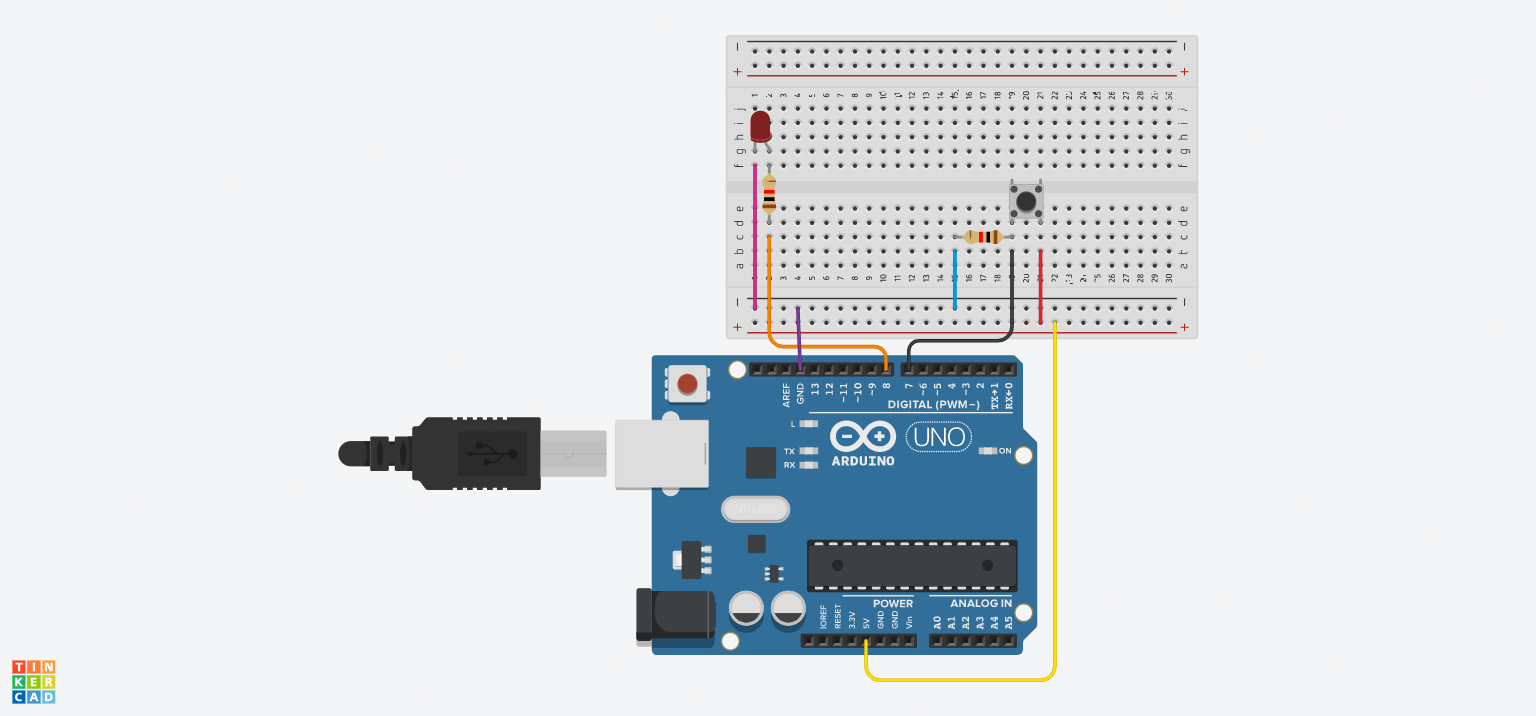 − −
+ +
1 2 3 4 5 6 7 8 9 10 11 12 13 14 15 16 17 18 19 20 21 22 23 24 25 26 27 28 29 30
j j
i i
h h
g g
f f
e e
d d
c c
b b
a a
1 2 3 4 5 6 7 8 9 10 11 12 13 14 15 16 17 18 19 20 21 22 23 24 25 26 27 28 29 30
− −
+ +
AREF GND 13 12 ~11 ~10 ~9 8 7 ~6 ~5 4 ~3 2 TX→1 RX←0
DIGITAL (PWM~)
L
TX
RX
UNO
ON
ARDUINO
POWER ANALOG IN
IOREF RESET 3.3V 5V GND GND Vin A0 A1 A2 A3 A4 A5
TIN
KER
CAD